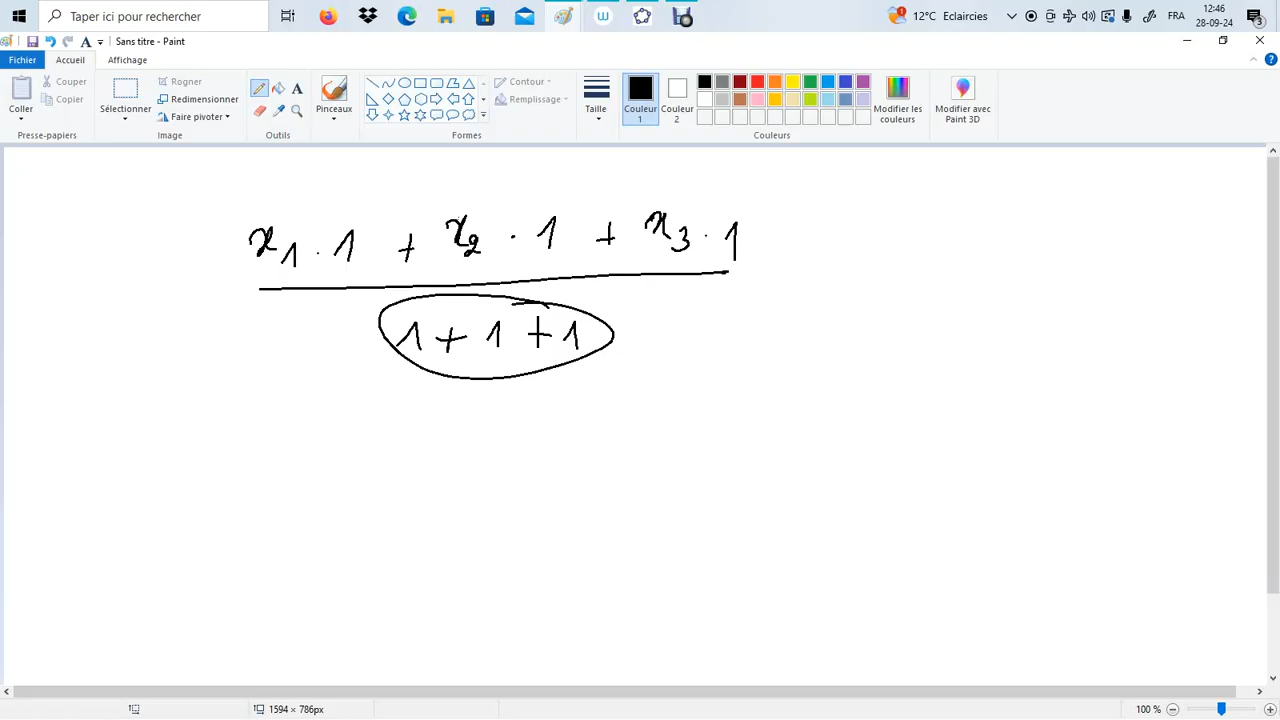 Taper ici pour rechercher
12°C Eclaircies
FRA
12:46
28-09-24
3
Sans titre - Paint
Fichier
Accueil
Affichage
Coller
Couper
Copier
Presse-papiers
Sélectionner
Rogner
Redimensionner
Faire pivoter
Image
A
Outils
Pinceaux
Contour
Remplissage
Formes
Taille
Couleur 1
Couleur 2
Modifier les couleurs
Couleurs
Modifier avec Paint 3D
x1 . 1 + x2 . 1 + x3 . 1
1 + 1 + 1
1594 × 786px
100 %